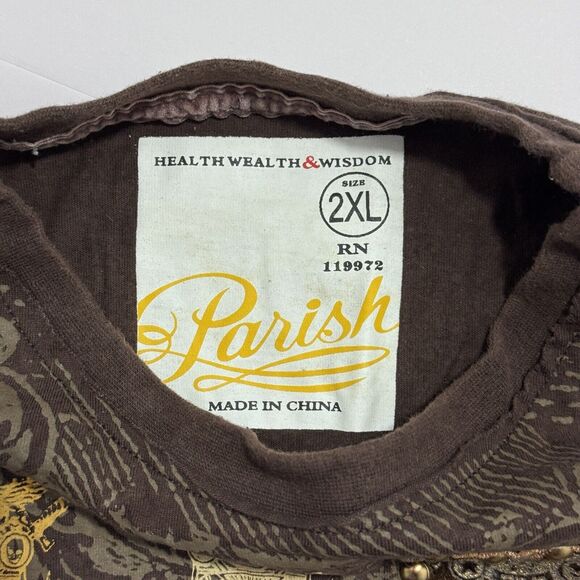 HEALTH WEALTH & WISDOM
SIZE
2XL
RN
119972
Parish
MADE IN CHINA